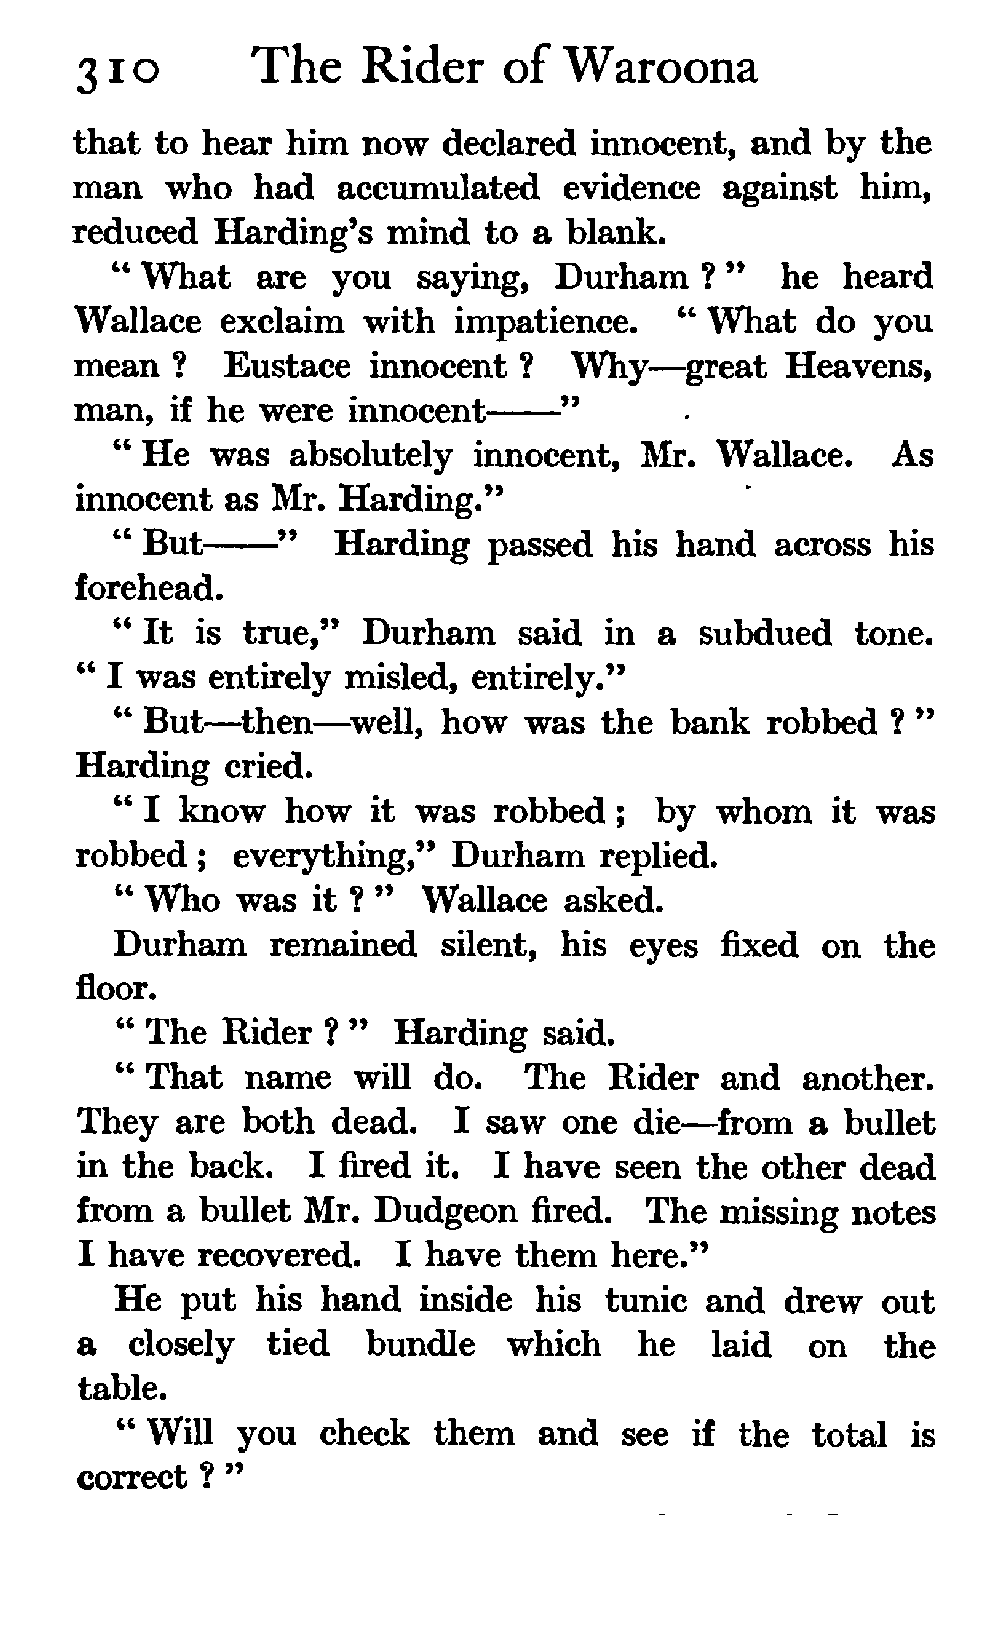 310 The Rider of Waroona
that to hear him now declared innocent, and by the
man who had accumulated evidence against him,
reduced Harding's mind to a blank.
“ What are you saying, Durham ? ” he heard
Wallace exclaim with impatience. “ What do you
mean ? Eustace innocent ? Why—great Heavens,
man, if he were innocent——”
“ He was absolutely innocent, Mr. Wallace. As
innocent as Mr. Harding.”
“ But——” Harding passed his hand across his
forehead.
“ It is true,” Durham said in a subdued tone.
“ I was entirely misled, entirely.”
“ But—then—well, how was the bank robbed ? ”
Harding cried.
“ I know how it was robbed ; by whom it was
robbed ; everything,” Durham replied.
“ Who was it ? ” Wallace asked.
Durham remained silent, his eyes fixed on the
floor.
“ The Rider ? ” Harding said.
“ That name will do. The Rider and another.
They are both dead. I saw one die—from a bullet
in the back. I fired it. I have seen the other dead
from a bullet Mr. Dudgeon fired. The missing notes
I have recovered. I have them here.”
He put his hand inside his tunic and drew out
a closely tied bundle which he laid on the
table.
“ Will you check them and see if the total is
correct ? ”